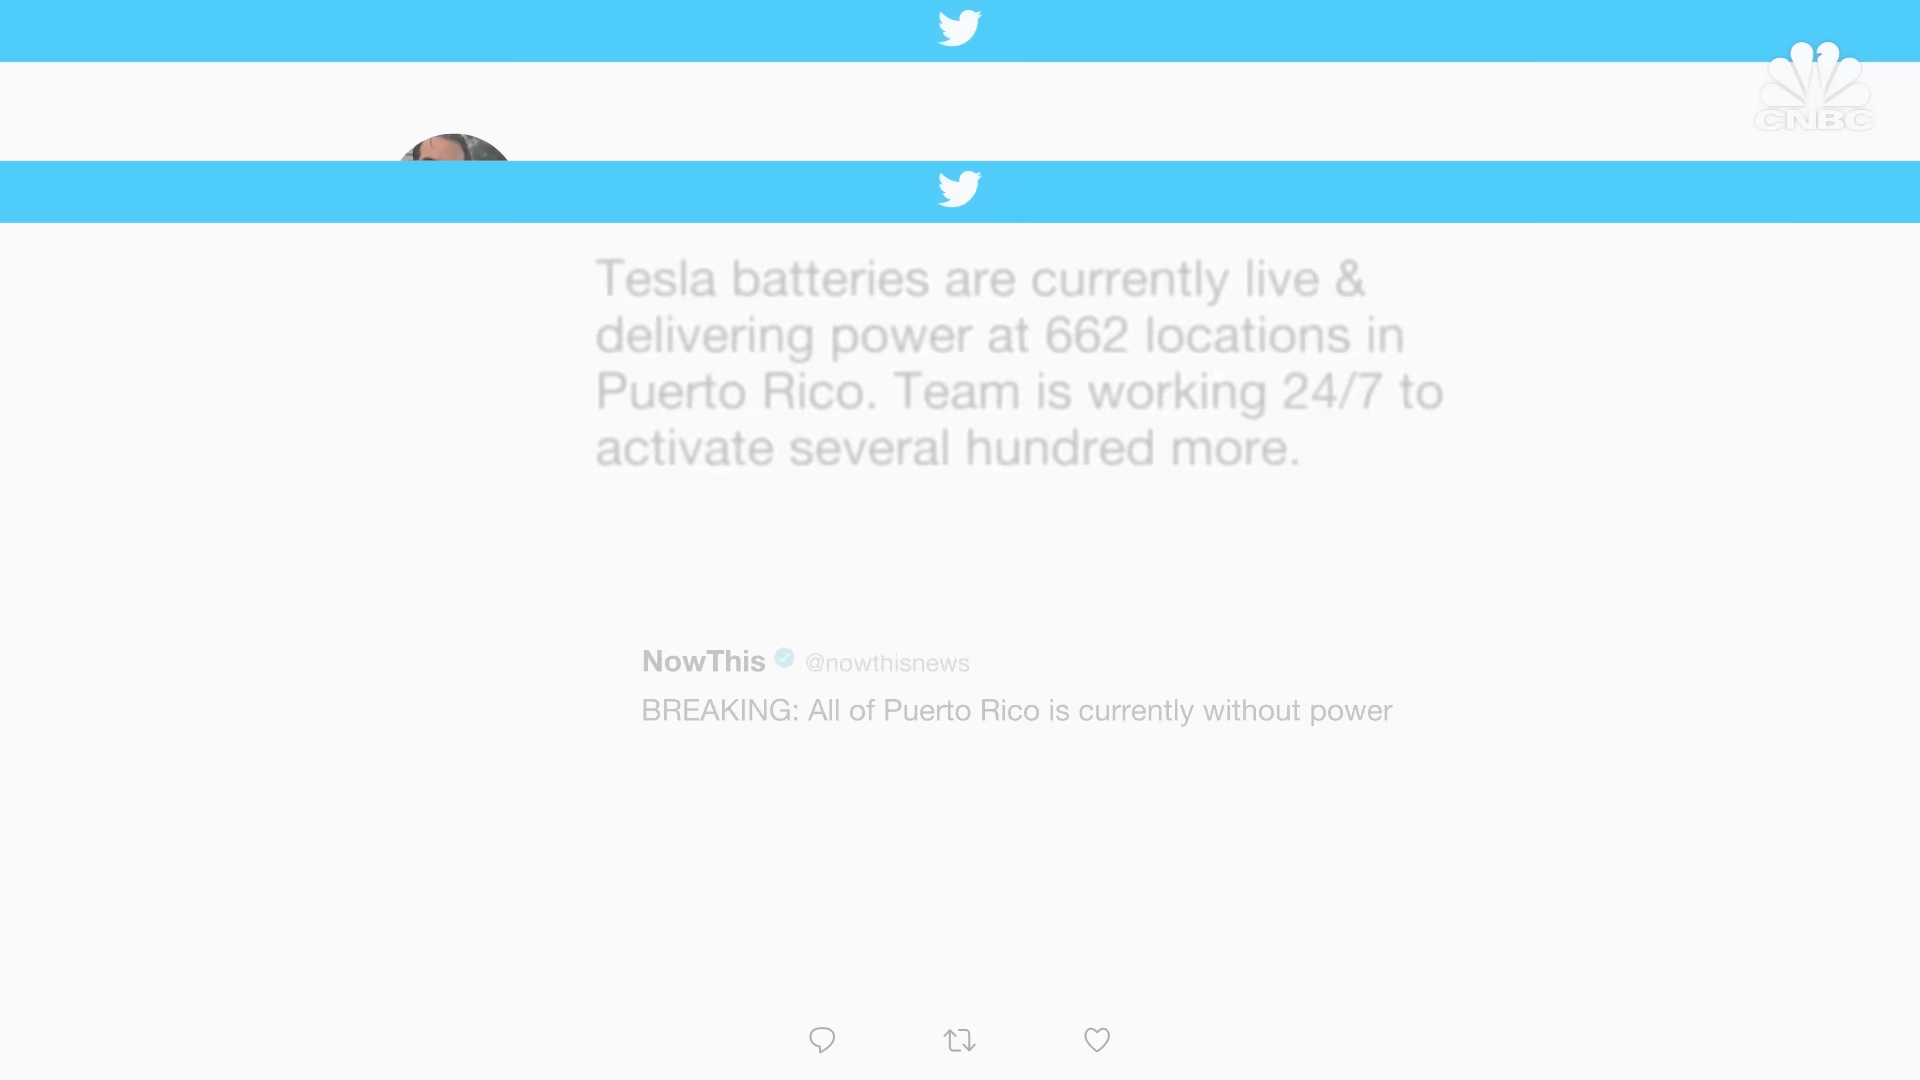 CNBC
Tesla batteries are currently live &
delivering power at 662 locations in
Puerto Rico. Team is working 24/7 to
activate several hundred more.
NowThis @nowthisnews
BREAKING: All of Puerto Rico is currently without power